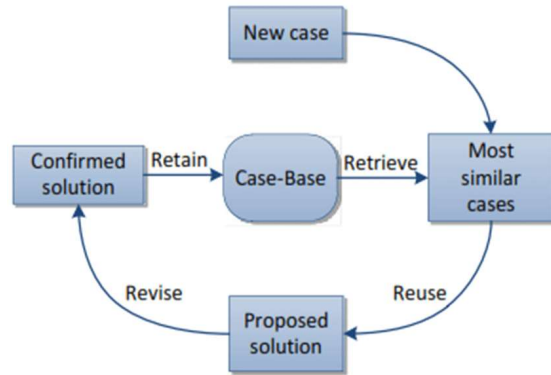 New case
Confirmed
solution
Retain
Case-Base
Retrieve
Most
similar
cases
Revise
Reuse
Proposed
solution